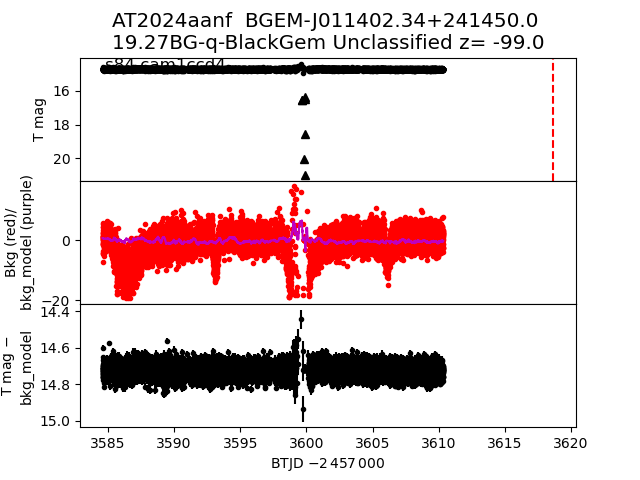 AT2024aanf  BGEM-J011402.34+241450.0
19.27BG-q-BlackGem Unclassified z= -99.0
s84 cam1ccd4
16
18
20
T mag
0
−20
Bkg (red)/
bkg_model (purple)
14.4
14.6
14.8
15.0
T mag −
bkg_model
3585 3590 3595 3600 3605 3610 3615 3620
BTJD −2 457 000